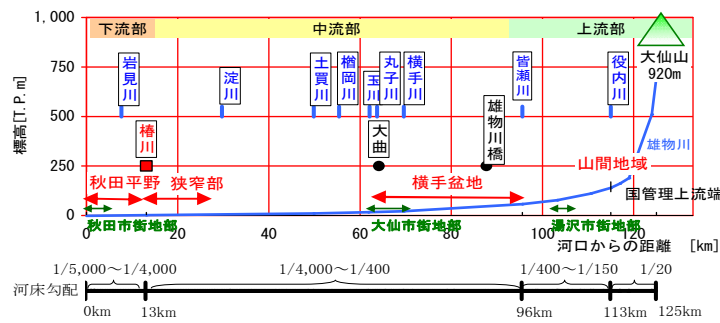 1,000
750
500
250
0
標高[T.P.m]
下流部
中流部
上流部
大仙山
920m
岩見川
淀川
土買川
楢岡川
玉川
丸子川
横手川
皆瀬川
役内川
椿川
大曲
雄物川橋
雄物川
山間地域
国管理上流端
秋田平野
狭窄部
横手盆地
秋田市街地部
大仙市街地部
湯沢市街地部
0
20
40
60
80
100
120
河口からの距離 [km]
河床勾配
1/5,000～1/4,000
1/4,000～1/400
1/400～1/150
1/20
0km
13km
96km
113km
125km